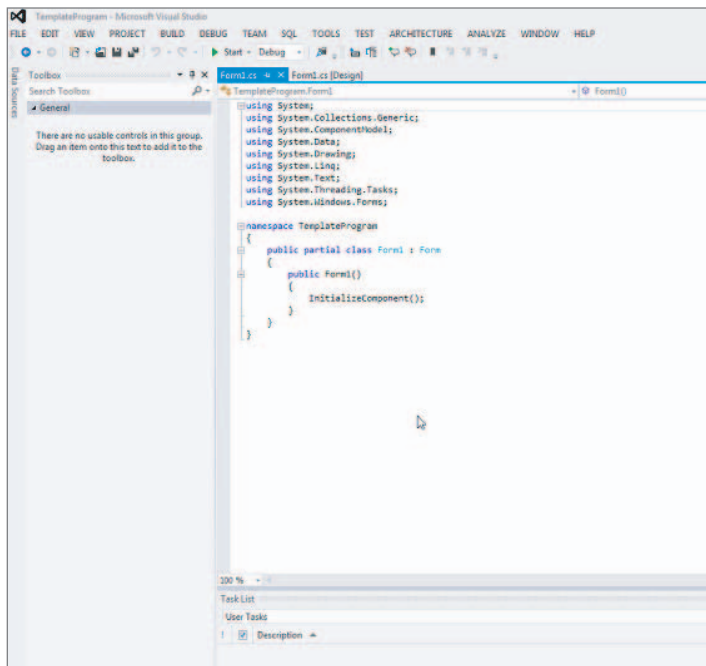 TemplateProgram - Microsoft Visual Studio
FILE EDIT VIEW PROJECT BUILD DEBUG TEAM SQL TOOLS TEST ARCHITECTURE ANALYZE WINDOW HELP
Start Debug
Data Sources
Toolbox
Search Toolbox
General
There are no usable controls in this group.
Drag an item onto this text to add it to the
toolbox.
Form1.cs Form1.cs [Design]
TemplateProgram.Form1 Form1()
using System;
using System.Collections.Generic;
using System.ComponentModel;
using System.Data;
using System.Drawing;
using System.Linq;
using System.Text;
using System.Threading.Tasks;
using System.Windows.Forms;
namespace TemplateProgram
{
public partial class Form1 : Form
{
public Form1()
{
InitializeComponent();
}
}
}
100 %
Task List
User Tasks
! Description